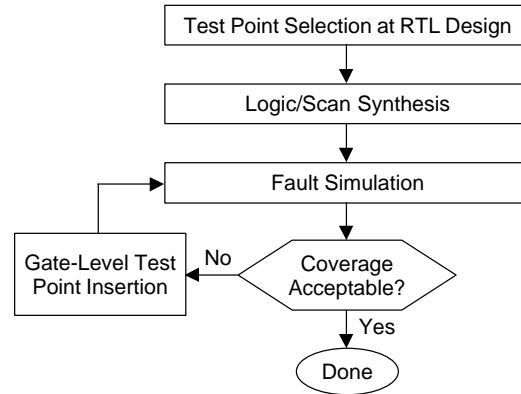 Test Point Selection at RTL Design
Logic/Scan Synthesis
Fault Simulation
Gate-Level Test
Point Insertion
No
Coverage
Acceptable?
Yes
Done